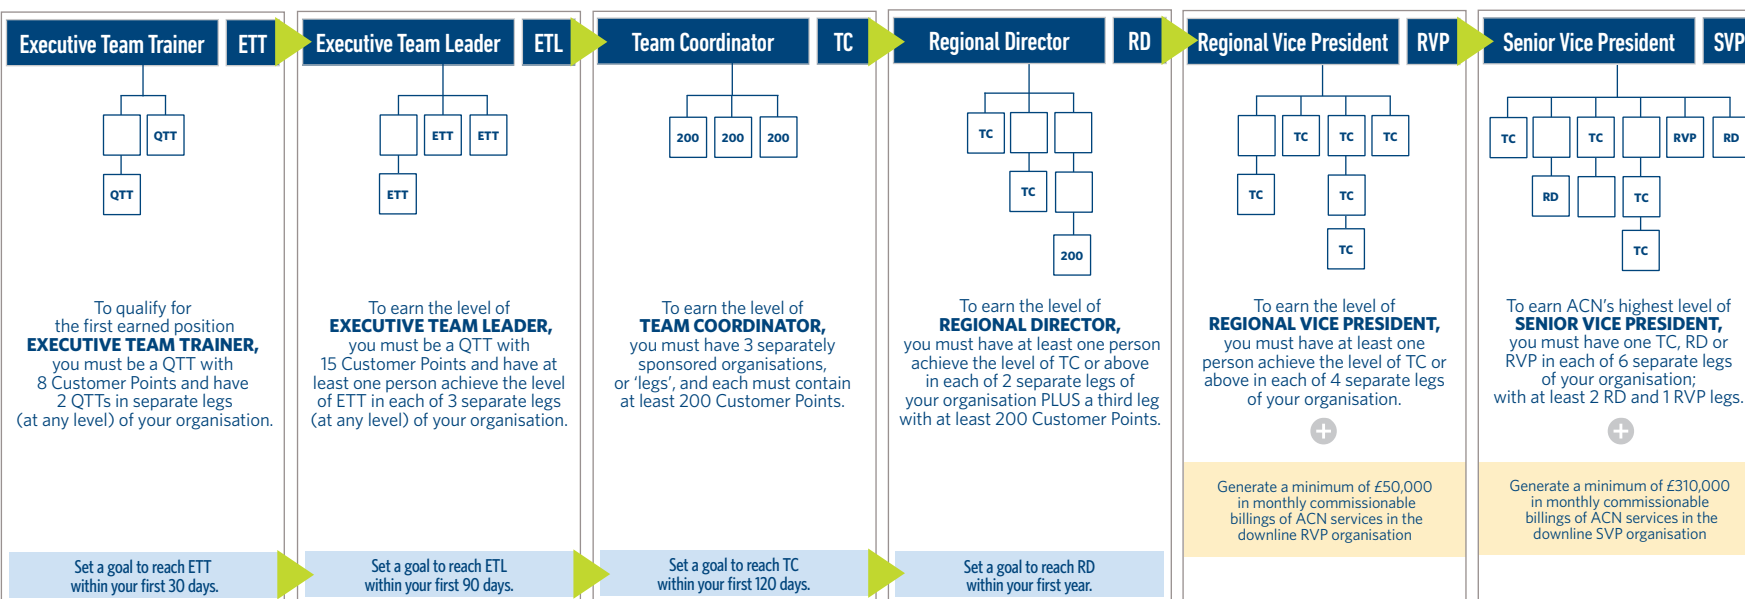 Executive Team Trainer
ETT
QTT
QTT
To qualify for
the first earned position
EXECUTIVE TEAM TRAINER,
you must be a QTT with
8 Customer Points and have
2 QTTs in separate legs
(at any level) of your organisation.
Set a goal to reach ETT
within your first 30 days.
Executive Team Leader
ETL
ETT
ETT
ETT
To earn the level of
EXECUTIVE TEAM LEADER,
you must be a QTT with
15 Customer Points and have at
least one person achieve the level
of ETT in each of 3 separate legs
(at any level) of your organisation.
Set a goal to reach ETL
within your first 90 days.
Team Coordinator
TC
200
200
200
To earn the level of
TEAM COORDINATOR,
you must have 3 separately
sponsored organisations,
or ‘legs’, and each must contain
at least 200 Customer Points.
Set a goal to reach TC
within your first 120 days.
Regional Director
RD
TC
TC
200
To earn the level of
REGIONAL DIRECTOR,
you must have at least one person
achieve the level of TC or above
in each of 2 separate legs of
your organisation PLUS a third leg
with at least 200 Customer Points.
Set a goal to reach RD
within your first year.
Regional Vice President
RVP
TC
TC
TC
TC
TC
TC
To earn the level of
REGIONAL VICE PRESIDENT,
you must have at least one
person achieve the level of TC or
above in each of 4 separate legs
of your organisation.
+
Generate a minimum of £50,000
in monthly commissionable
billings of ACN services in the
downline RVP organisation
Senior Vice President
SVP
TC
TC
RVP
RD
RD
TC
TC
To earn ACN’s highest level of
SENIOR VICE PRESIDENT,
you must have one TC, RD or
RVP in each of 6 separate legs
of your organisation;
with at least 2 RD and 1 RVP legs.
+
Generate a minimum of £310,000
in monthly commissionable
billings of ACN services in the
downline SVP organisation